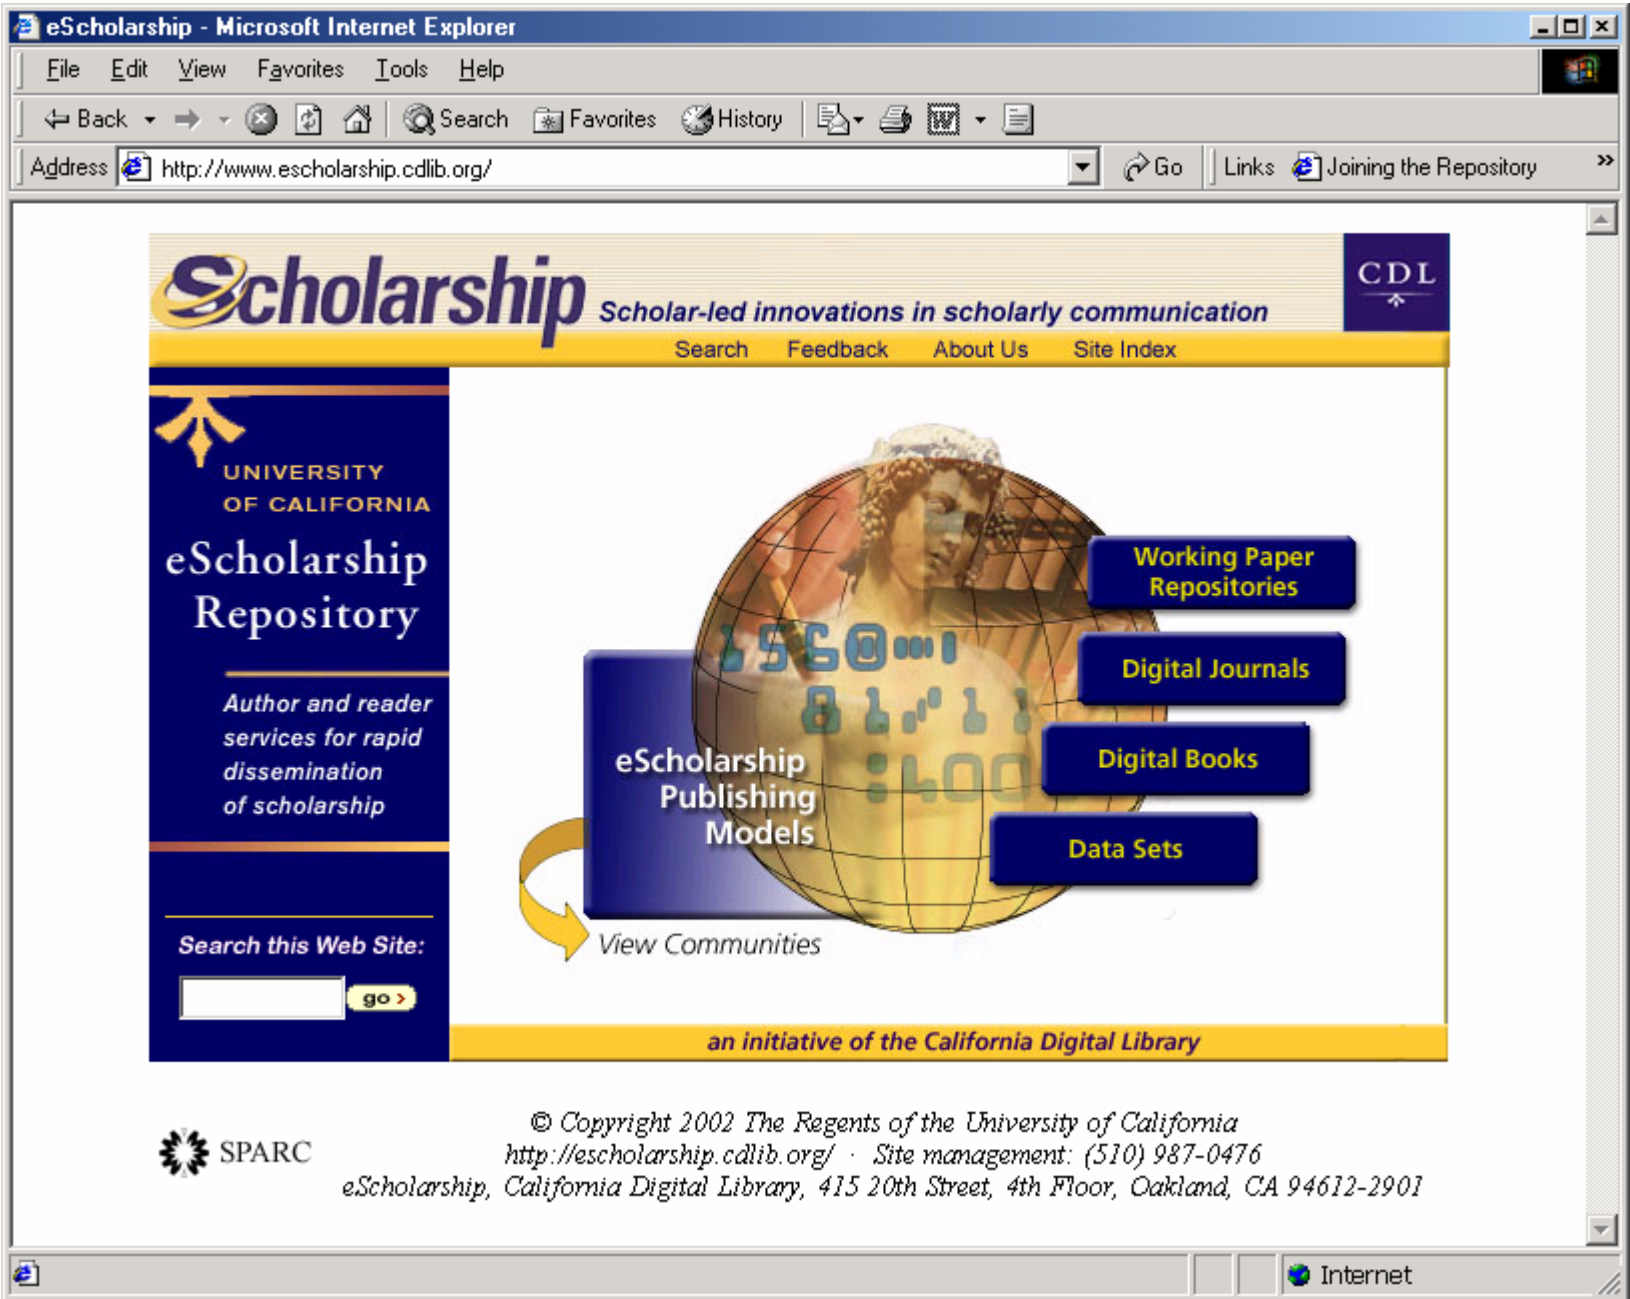 eScholarship - Microsoft Internet Explorer
File Edit View Favorites Tools Help
Back Search Favorites History
Address http://www.escholarship.cdlib.org/ Go Links Joining the Repository »
eScholarship Scholar-led innovations in scholarly communication
CDL
Search Feedback About Us Site Index
UNIVERSITY
OF CALIFORNIA
eScholarship
Repository
Author and reader
services for rapid
dissemination
of scholarship
Search this Web Site:
go ›
Working Paper
Repositories
Digital Journals
Digital Books
Data Sets
eScholarship
Publishing
Models
View Communities
an initiative of the California Digital Library
SPARC
© Copyright 2002 The Regents of the University of California
http://escholarship.cdlib.org/ · Site management: (510) 987-0476
eScholarship, California Digital Library, 415 20th Street, 4th Floor, Oakland, CA 94612-2901
Internet